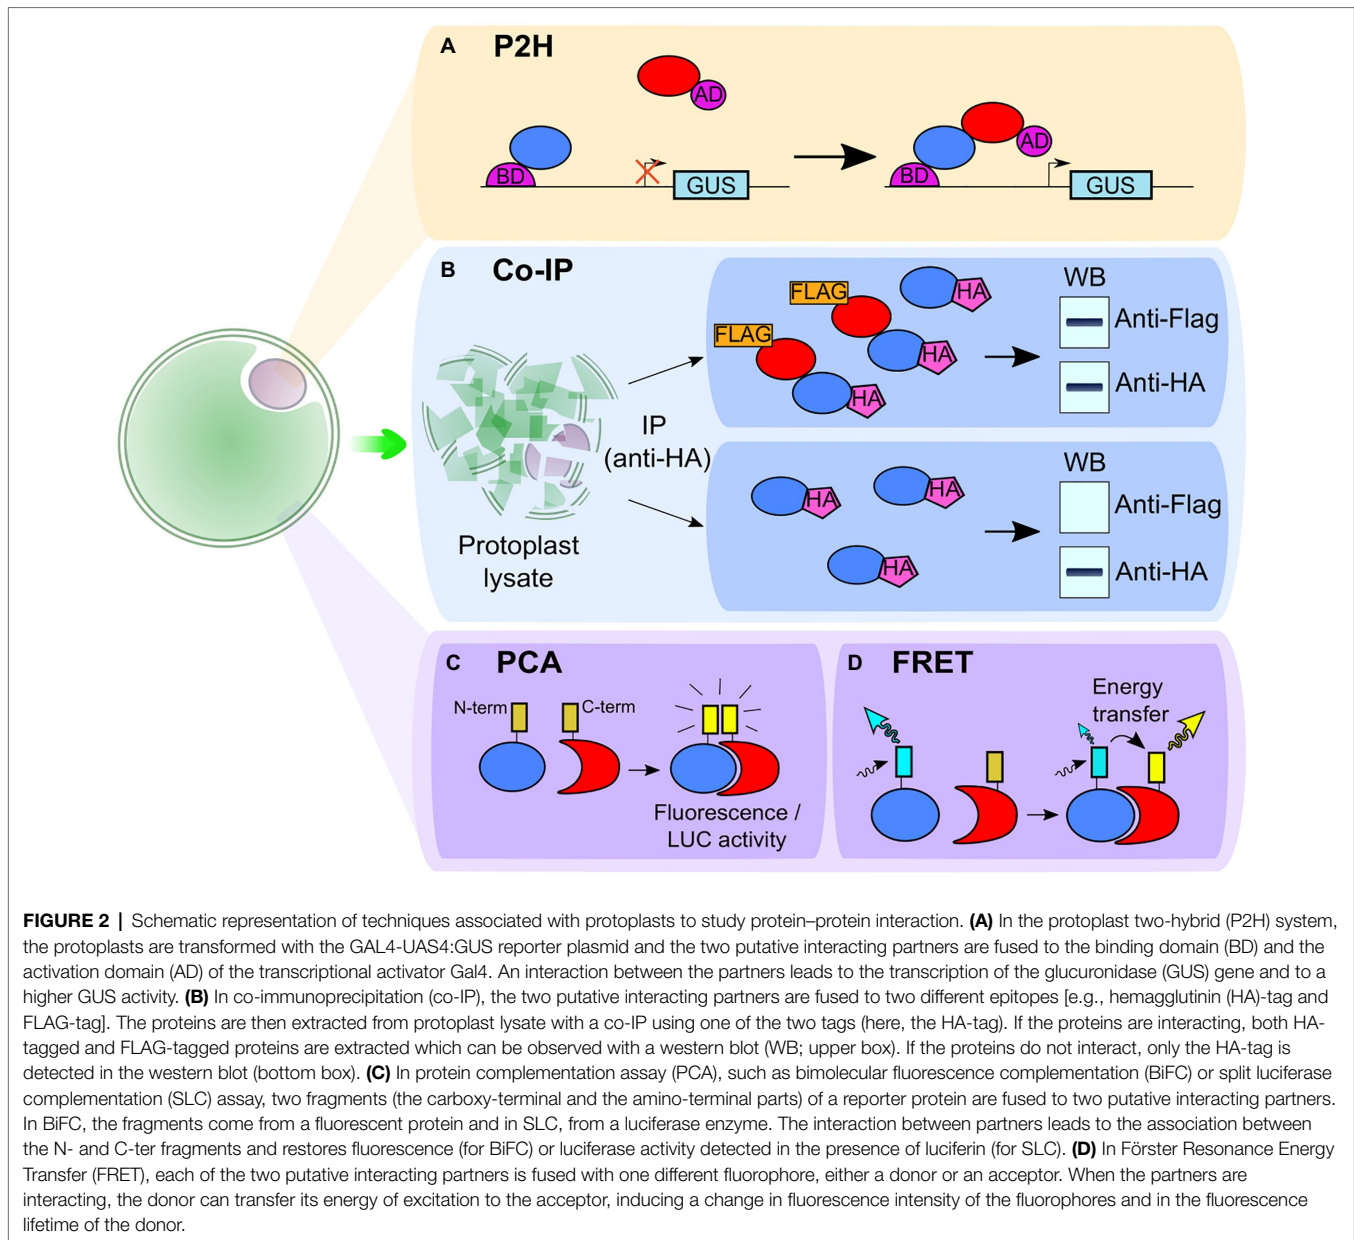 A P2H
AD
BD
GUS
AD
BD
GUS
B Co-IP
Protoplast
lysate
IP
(anti-HA)
FLAG
FLAG
HA
HA
HA
WB
Anti-Flag
Anti-HA
HA
HA
HA
WB
Anti-Flag
Anti-HA
C PCA
N-term
C-term
Fluorescence /
LUC activity
D FRET
Energy
transfer
FIGURE 2 | Schematic representation of techniques associated with protoplasts to study protein–protein interaction. (A) In the protoplast two-hybrid (P2H) system,
the protoplasts are transformed with the GAL4-UAS4:GUS reporter plasmid and the two putative interacting partners are fused to the binding domain (BD) and the
activation domain (AD) of the transcriptional activator Gal4. An interaction between the partners leads to the transcription of the glucuronidase (GUS) gene and to a
higher GUS activity. (B) In co-immunoprecipitation (co-IP), the two putative interacting partners are fused to two different epitopes [e.g., hemagglutinin (HA)-tag and
FLAG-tag]. The proteins are then extracted from protoplast lysate with a co-IP using one of the two tags (here, the HA-tag). If the proteins are interacting, both HA-
tagged and FLAG-tagged proteins are extracted which can be observed with a western blot (WB; upper box). If the proteins do not interact, only the HA-tag is
detected in the western blot (bottom box). (C) In protein complementation assay (PCA), such as bimolecular fluorescence complementation (BiFC) or split luciferase
complementation (SLC) assay, two fragments (the carboxy-terminal and the amino-terminal parts) of a reporter protein are fused to two putative interacting partners.
In BiFC, the fragments come from a fluorescent protein and in SLC, from a luciferase enzyme. The interaction between partners leads to the association between
the N- and C-ter fragments and restores fluorescence (for BiFC) or luciferase activity detected in the presence of luciferin (for SLC). (D) In Förster Resonance Energy
Transfer (FRET), each of the two putative interacting partners is fused with one different fluorophore, either a donor or an acceptor. When the partners are
interacting, the donor can transfer its energy of excitation to the acceptor, inducing a change in fluorescence intensity of the fluorophores and in the fluorescence
lifetime of the donor.